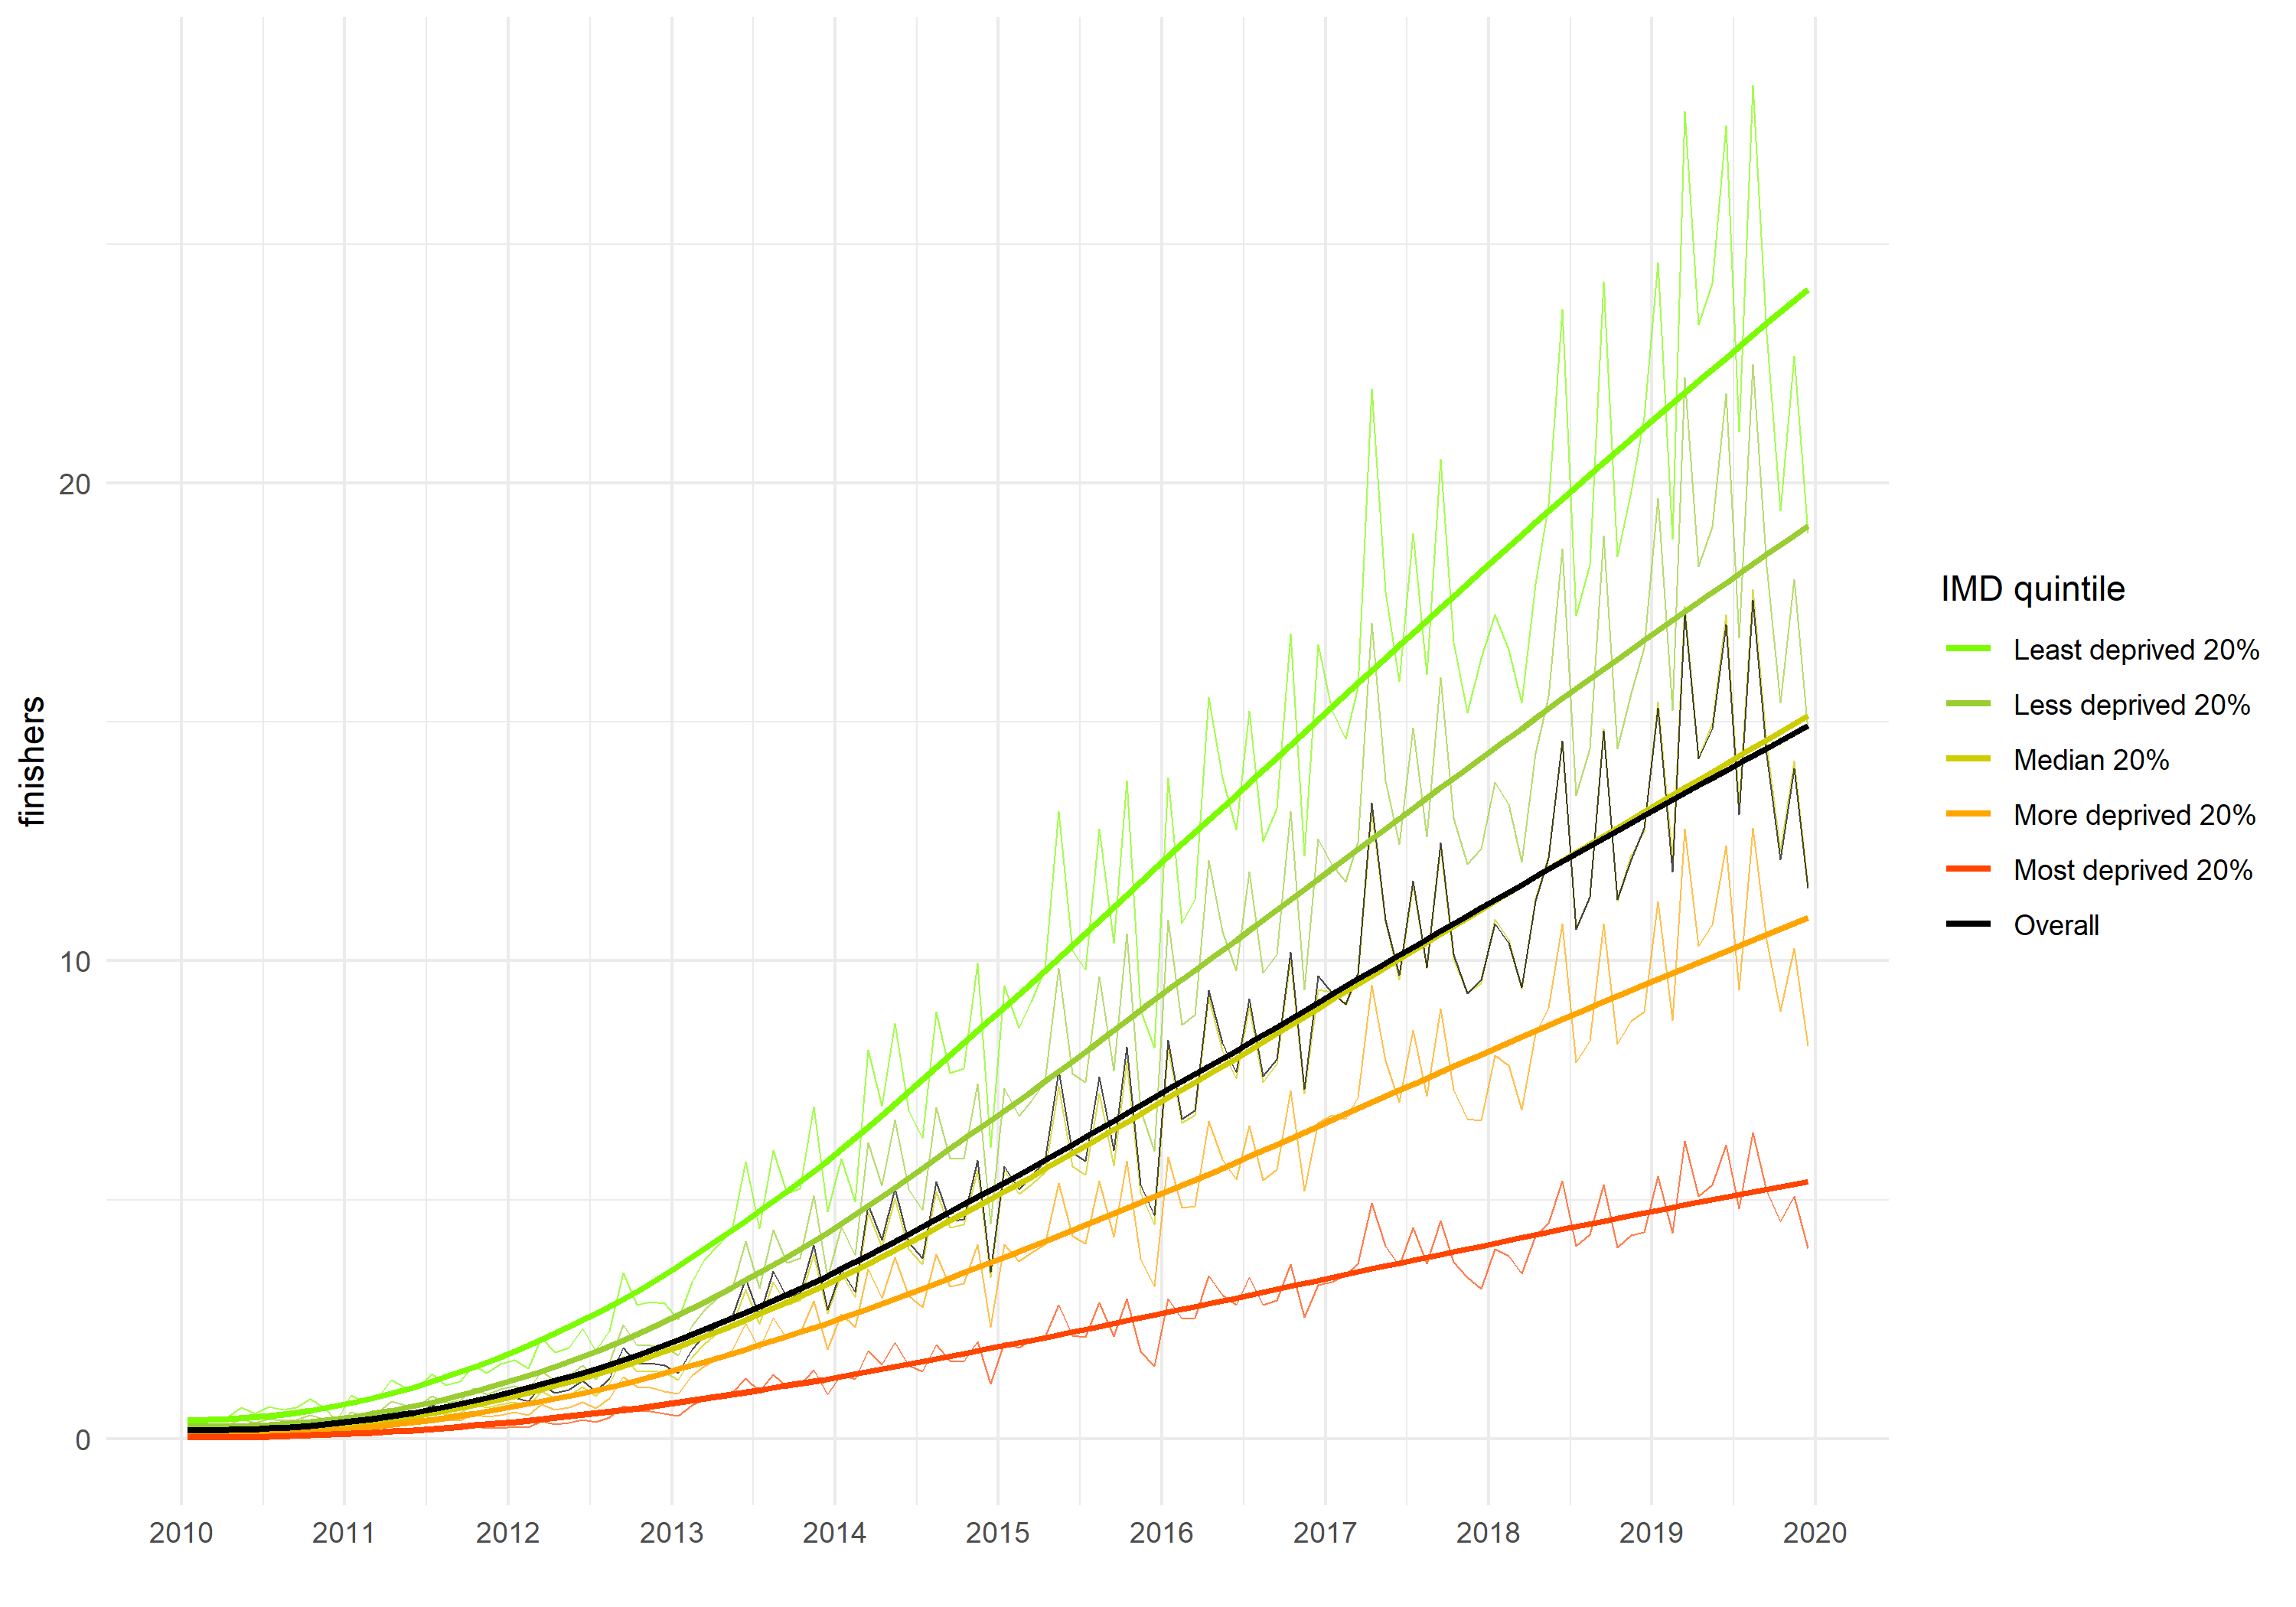 20
10
0
finishers
2010 2011 2012 2013 2014 2015 2016 2017 2018 2019 2020
IMD quintile
Least deprived 20%
Less deprived 20%
Median 20%
More deprived 20%
Most deprived 20%
Overall